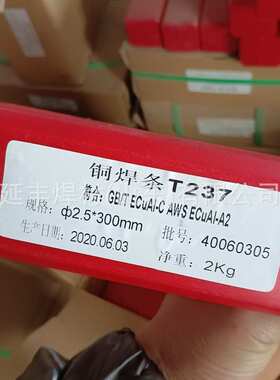 铜焊条T237
符合: GB/T ECuAl-C AWS ECuAl-A2
规格: ф2.5*300mm 批号: 40060305
生产日期: 2020.06.03 净重: 2Kg